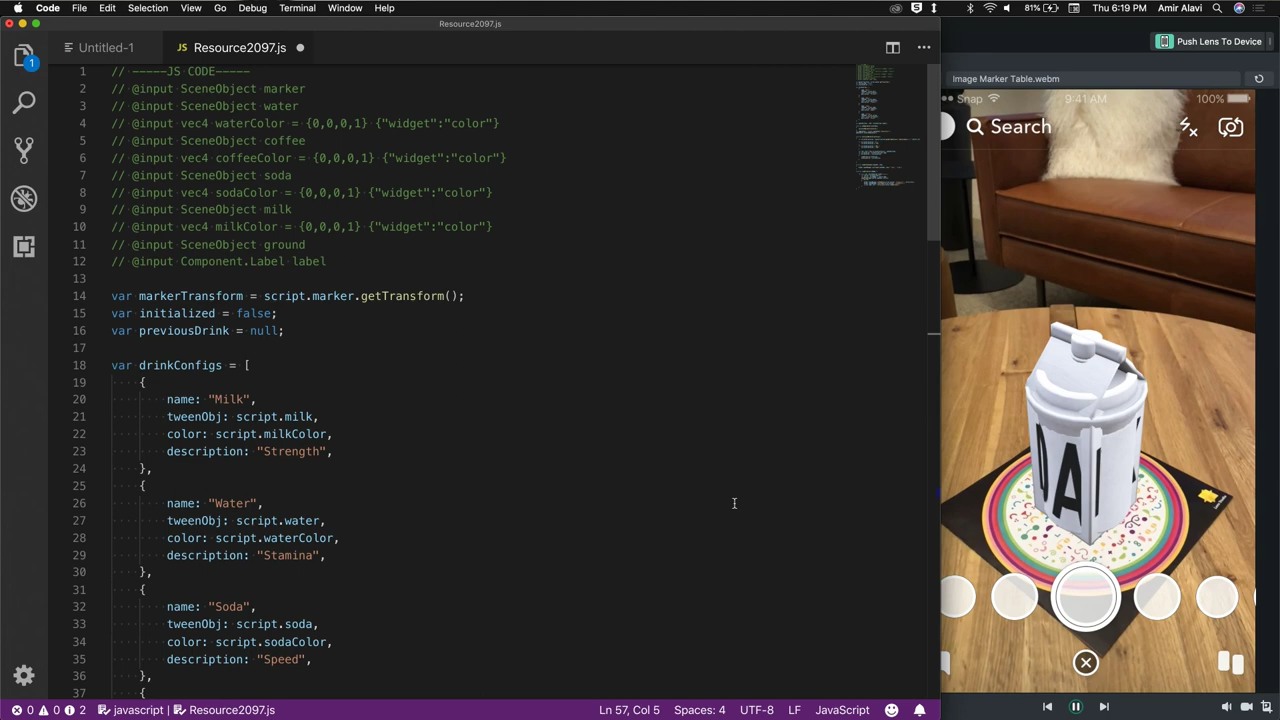 Code File Edit Selection View Go Debug Terminal Window Help
81% Thu 6:19 PM Amir Alavi
Resource2097.js
Push Lens To Device
Untitled-1
JS Resource2097.js
Image Marker Table.webm
1 // -----JS CODE-----
2 // @input SceneObject marker
3 // @input SceneObject water
4 // @input vec4 waterColor = {0,0,0,1} {"widget":"color"}
5 // @input SceneObject coffee
6 // @input vec4 coffeeColor = {0,0,0,1} {"widget":"color"}
7 // @input SceneObject soda
8 // @input vec4 sodaColor = {0,0,0,1} {"widget":"color"}
9 // @input SceneObject milk
10 // @input vec4 milkColor = {0,0,0,1} {"widget":"color"}
11 // @input SceneObject ground
12 // @input Component.Label label
13
14 var markerTransform = script.marker.getTransform();
15 var initialized = false;
16 var previousDrink = null;
17
18 var drinkConfigs = [
19 {
20 name: "Milk",
21 tweenObj: script.milk,
22 color: script.milkColor,
23 description: "Strength",
24 },
25 {
26 name: "Water",
27 tweenObj: script.water,
28 color: script.waterColor,
29 description: "Stamina",
30 },
31 {
32 name: "Soda",
33 tweenObj: script.soda,
34 color: script.sodaColor,
35 description: "Speed",
36 },
37 {
1
Snap 9:41 AM 100%
Search
DAI
0 0 2 javascript | Resource2097.js Ln 57, Col 5 Spaces: 4 UTF-8 LF JavaScript